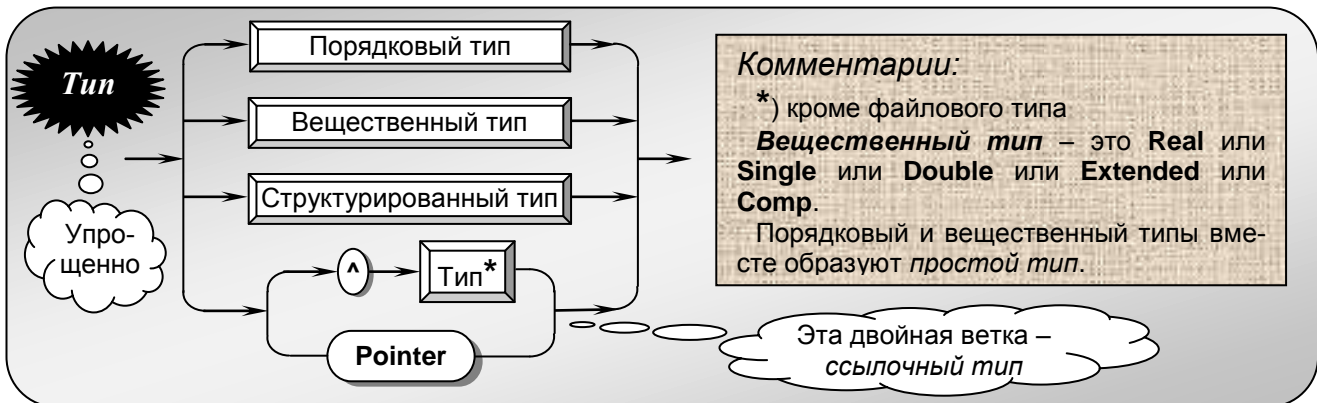 Тип
Упро-
щенно
Порядковый тип
Вещественный тип
Структурированный тип
^
Тип*
Pointer
Комментарии:
*) кроме файлового типа
Вещественный тип – это Real или
Single или Double или Extended или
Comp.
Порядковый и вещественный типы вме-
сте образуют простой тип.
Эта двойная ветка –
ссылочный тип